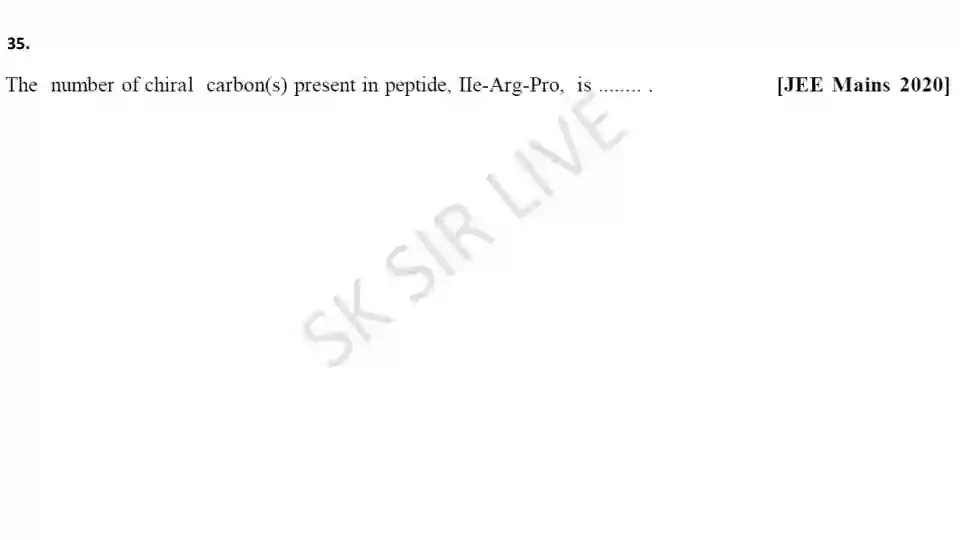 35.
The number of chiral carbon(s) present in peptide, IIe-Arg-Pro, is ........ . [JEE Mains 2020]
SK SIR LIVE